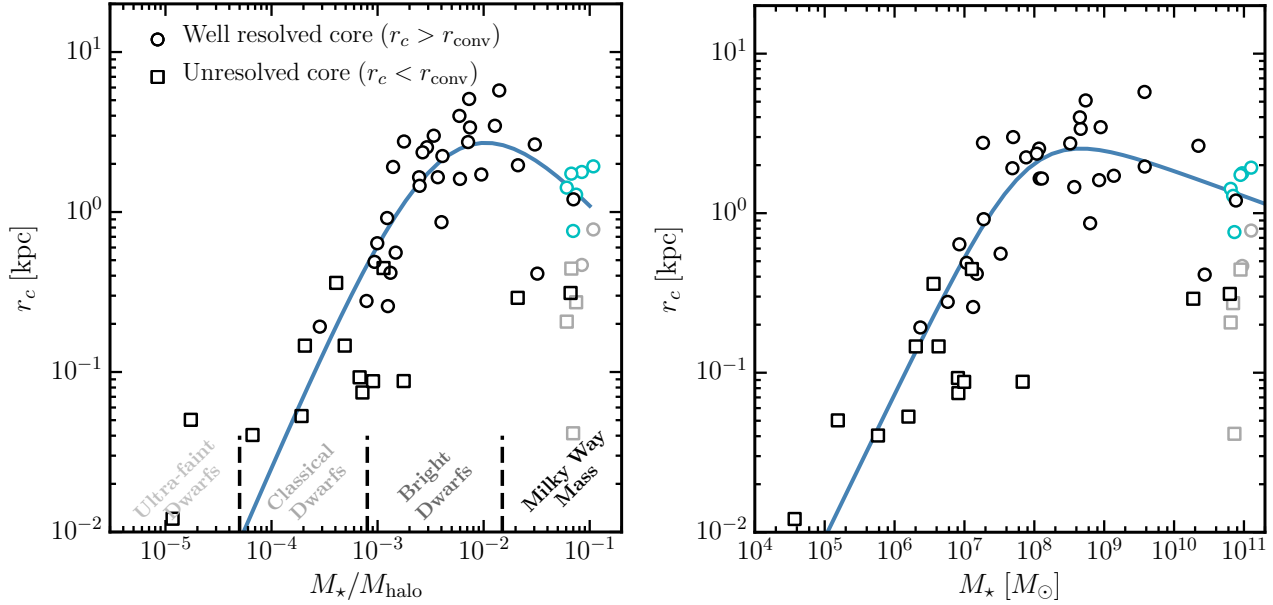 Well resolved core (r_c > r_conv)
Unresolved core (r_c < r_conv)
r_c [kpc]
10^1
10^0
10^-1
10^-2
Ultra-faint
Dwarfs
Classical
Dwarfs
Bright
Dwarfs
Milky Way
Mass
10^-5
10^-4
10^-3
10^-2
10^-1
M_⋆/M_halo
r_c [kpc]
10^1
10^0
10^-1
10^-2
10^4
10^5
10^6
10^7
10^8
10^9
10^10
10^11
M_⋆ [M_⊙]